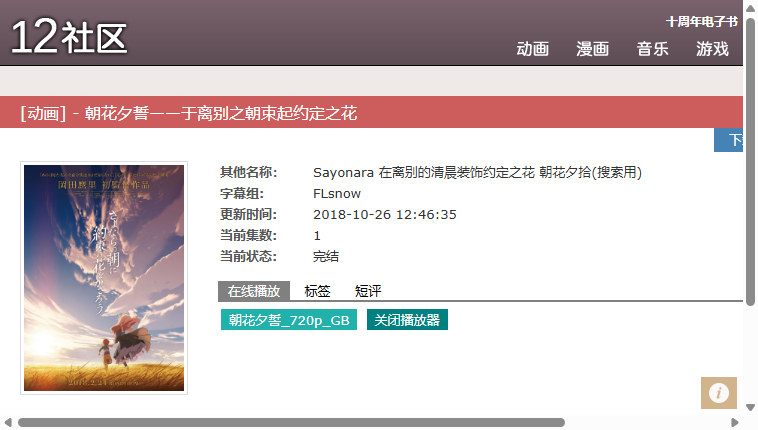 12社区
十周年电子书
动画 漫画 音乐 游戏
[动画] - 朝花夕誓——于离别之朝束起约定之花
下
其他名称: Sayonara 在离别的清晨装饰约定之花 朝花夕拾(搜索用)
字幕组: FLsnow
更新时间: 2018-10-26 12:46:35
当前集数: 1
当前状态: 完结
在线播放 标签 短评
朝花夕誓_720p_GB 关闭播放器
岡田麿里 初監督作品
さよならの朝に
約束の花をかざろう
2018.2.24